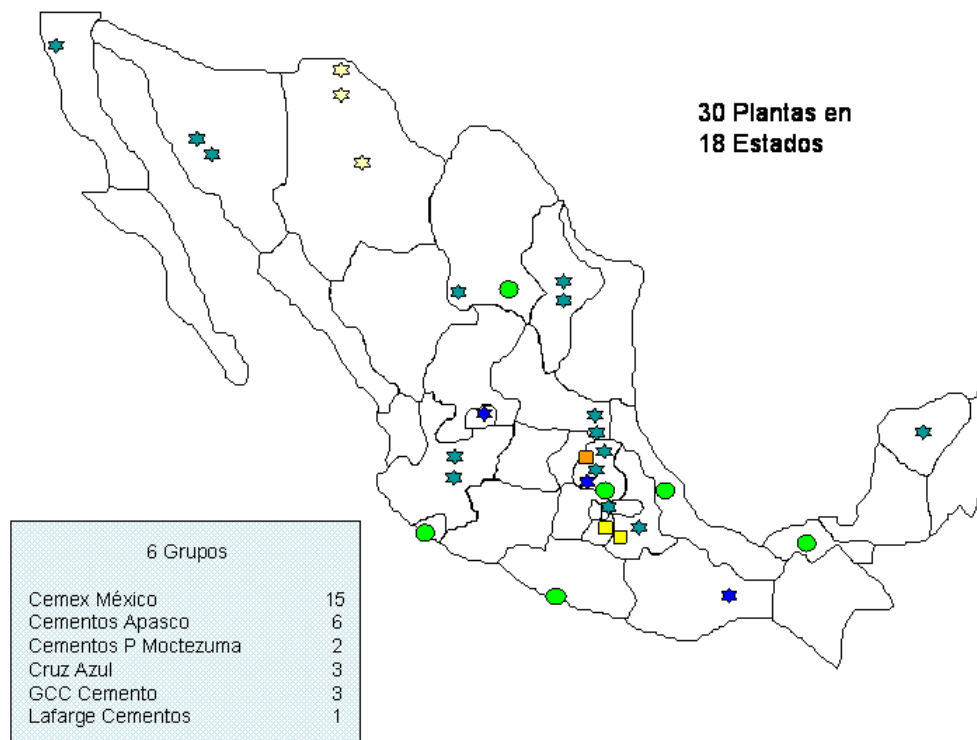 30 Plantas en
18 Estados
6 Grupos
Cemex México 15
Cementos Apasco 6
Cementos P Moctezuma 2
Cruz Azul 3
GCC Cemento 3
Lafarge Cementos 1